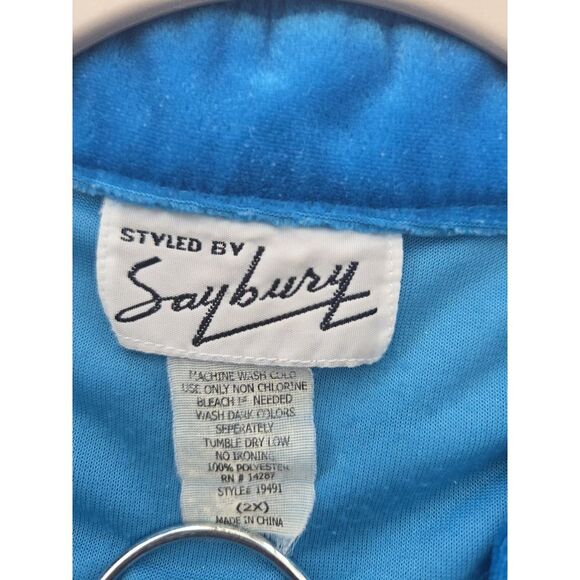 STYLED BY
Saybury
MACHINE WASH COLD
USE ONLY NON CHLORINE
BLEACH IF NEEDED
WASH DARK COLORS
SEPERATELY
TUMBLE DRY LOW
NO IRONING
100% POLYESTER
RN # 14287
STYLE# 19491
(2X)
MADE IN CHINA